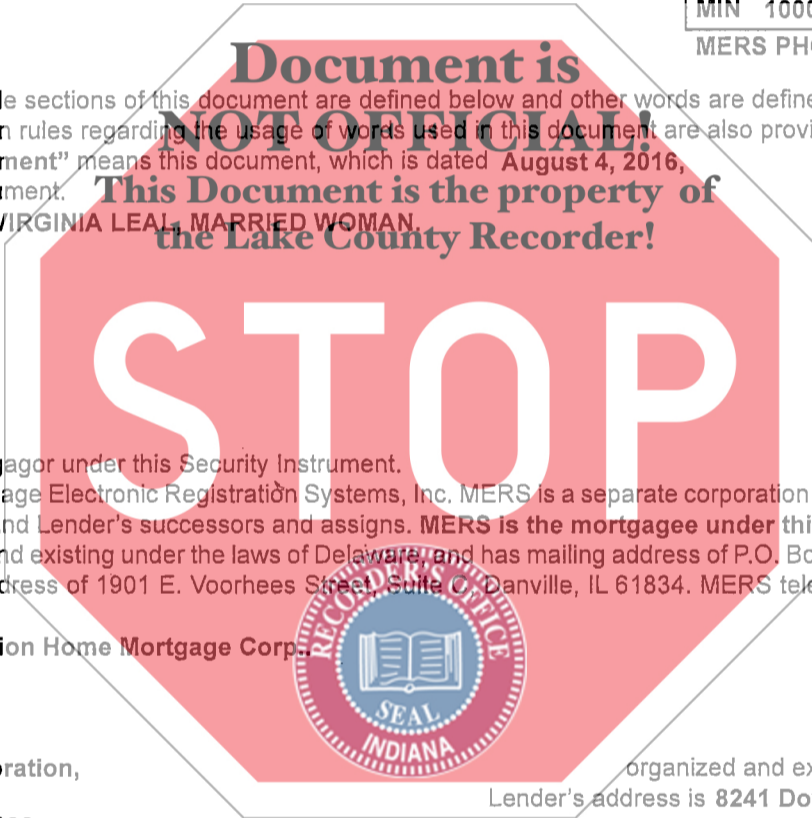 MIN 1000
MERS PH
Document is
e sections of this document are defined below and other words are define
n rules regarding the usage of words used in this document are also provi
NOT OFFICIAL!
ment” means this document, which is dated August 4, 2016,
ment.
This Document is the property of
VIRGINIA LEAL, MARRIED WOMAN.
the Lake County Recorder!
STOP
agor under this Security Instrument.
age Electronic Registration Systems, Inc. MERS is a separate corporation
nd Lender's successors and assigns. MERS is the mortgagee under thi
nd existing under the laws of Delaware, and has mailing address of P.O. Bo
dress of 1901 E. Voorhees Street, Suite C, Danville, IL 61834. MERS tele
RECORDER'S OFFICE
ion Home Mortgage Corp..
SEAL
INDIANA
ration,
organized and ex
Lender's address is 8241 Do